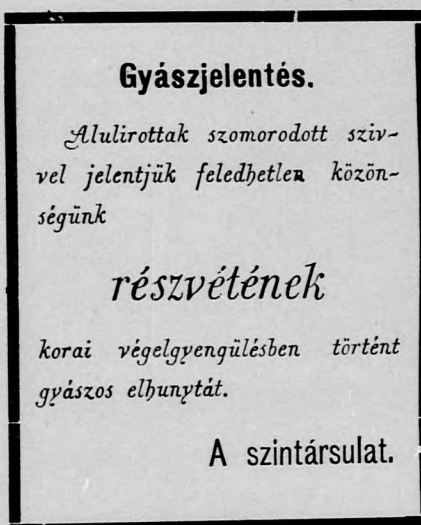 Gyászjelentés.
Alulirottak szomorodott sziv-
vel jelentjük feledhetlen közön-
ségünk
részvétének
korai végelgyengülésben történt
gyászos elhunytát.
A szintársulat.